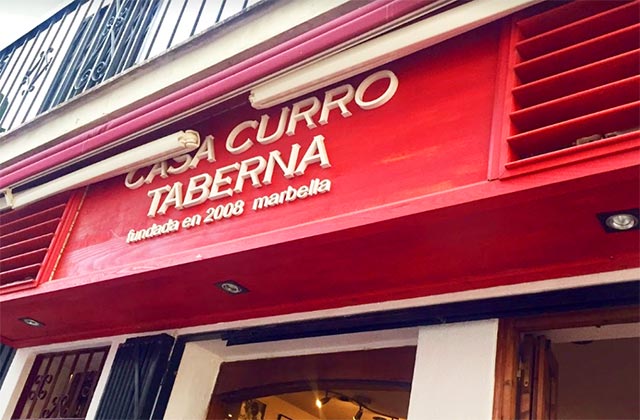 CASA CURRO
TABERNA
fundada en 2008 marbella